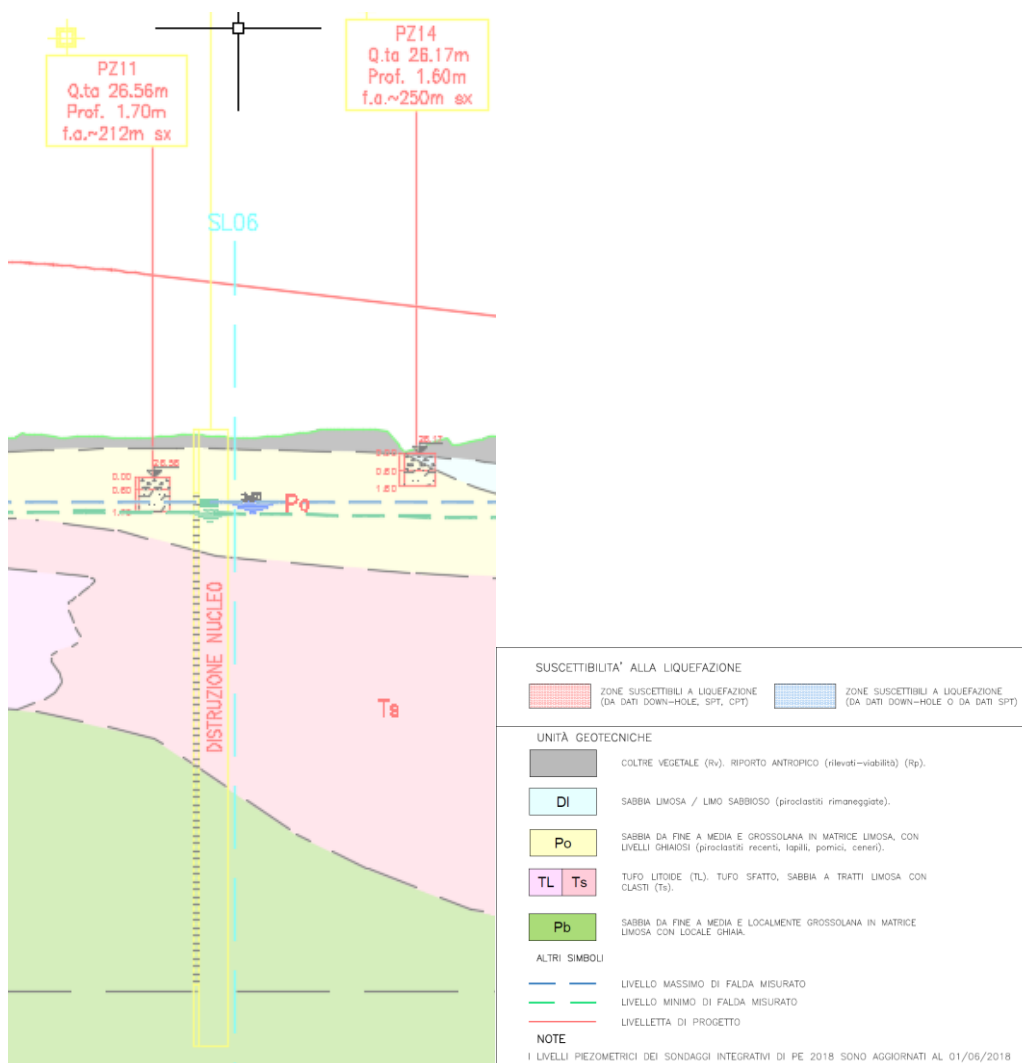 PZ11
Q.ta 26.56m
Prof. 1.70m
f.a.~212m sx
PZ14
Q.ta 26.17m
Prof. 1.60m
f.a.~250m sx
SL06
26.17
0.60
1.60
26.56
0.00
0.60
Po
DISTRUZIONE NUCLEO
Ts
SUSCETTIBILITA' ALLA LIQUEFAZIONE
ZONE SUSCETTIBILI A LIQUEFAZIONE
(DA DATI DOWN-HOLE, SPT, CPT)
ZONE SUSCETTIBILI A LIQUEFAZIONE
(DA DATI DOWN-HOLE O DA DATI SPT)
UNITÀ GEOTECNICHE
COLTRE VEGETALE (Rv). RIPORTO ANTROPICO (rilevati-viabilità) (Rp).
DI
SABBIA LIMOSA / LIMO SABBIOSO (piroclastiti rimaneggiate).
Po
SABBIA DA FINE A MEDIA E GROSSOLANA IN MATRICE LIMOSA, CON
LIVELLI GHIAIOSI (piroclastiti recenti, lapilli, pomici, ceneri).
TL Ts
TUFO LITOIDE (TL). TUFO SFATTO, SABBIA A TRATTI LIMOSA CON
CLASTI (Ts).
Pb
SABBIA DA FINE A MEDIA E LOCALMENTE GROSSOLANA IN MATRICE
LIMOSA CON LOCALE GHIAIA.
ALTRI SIMBOLI
LIVELLO MASSIMO DI FALDA MISURATO
LIVELLO MINIMO DI FALDA MISURATO
LIVELLETTA DI PROGETTO
NOTE
I LIVELLI PIEZOMETRICI DEI SONDAGGI INTEGRATIVI DI PE 2018 SONO AGGIORNATI AL 01/06/2018